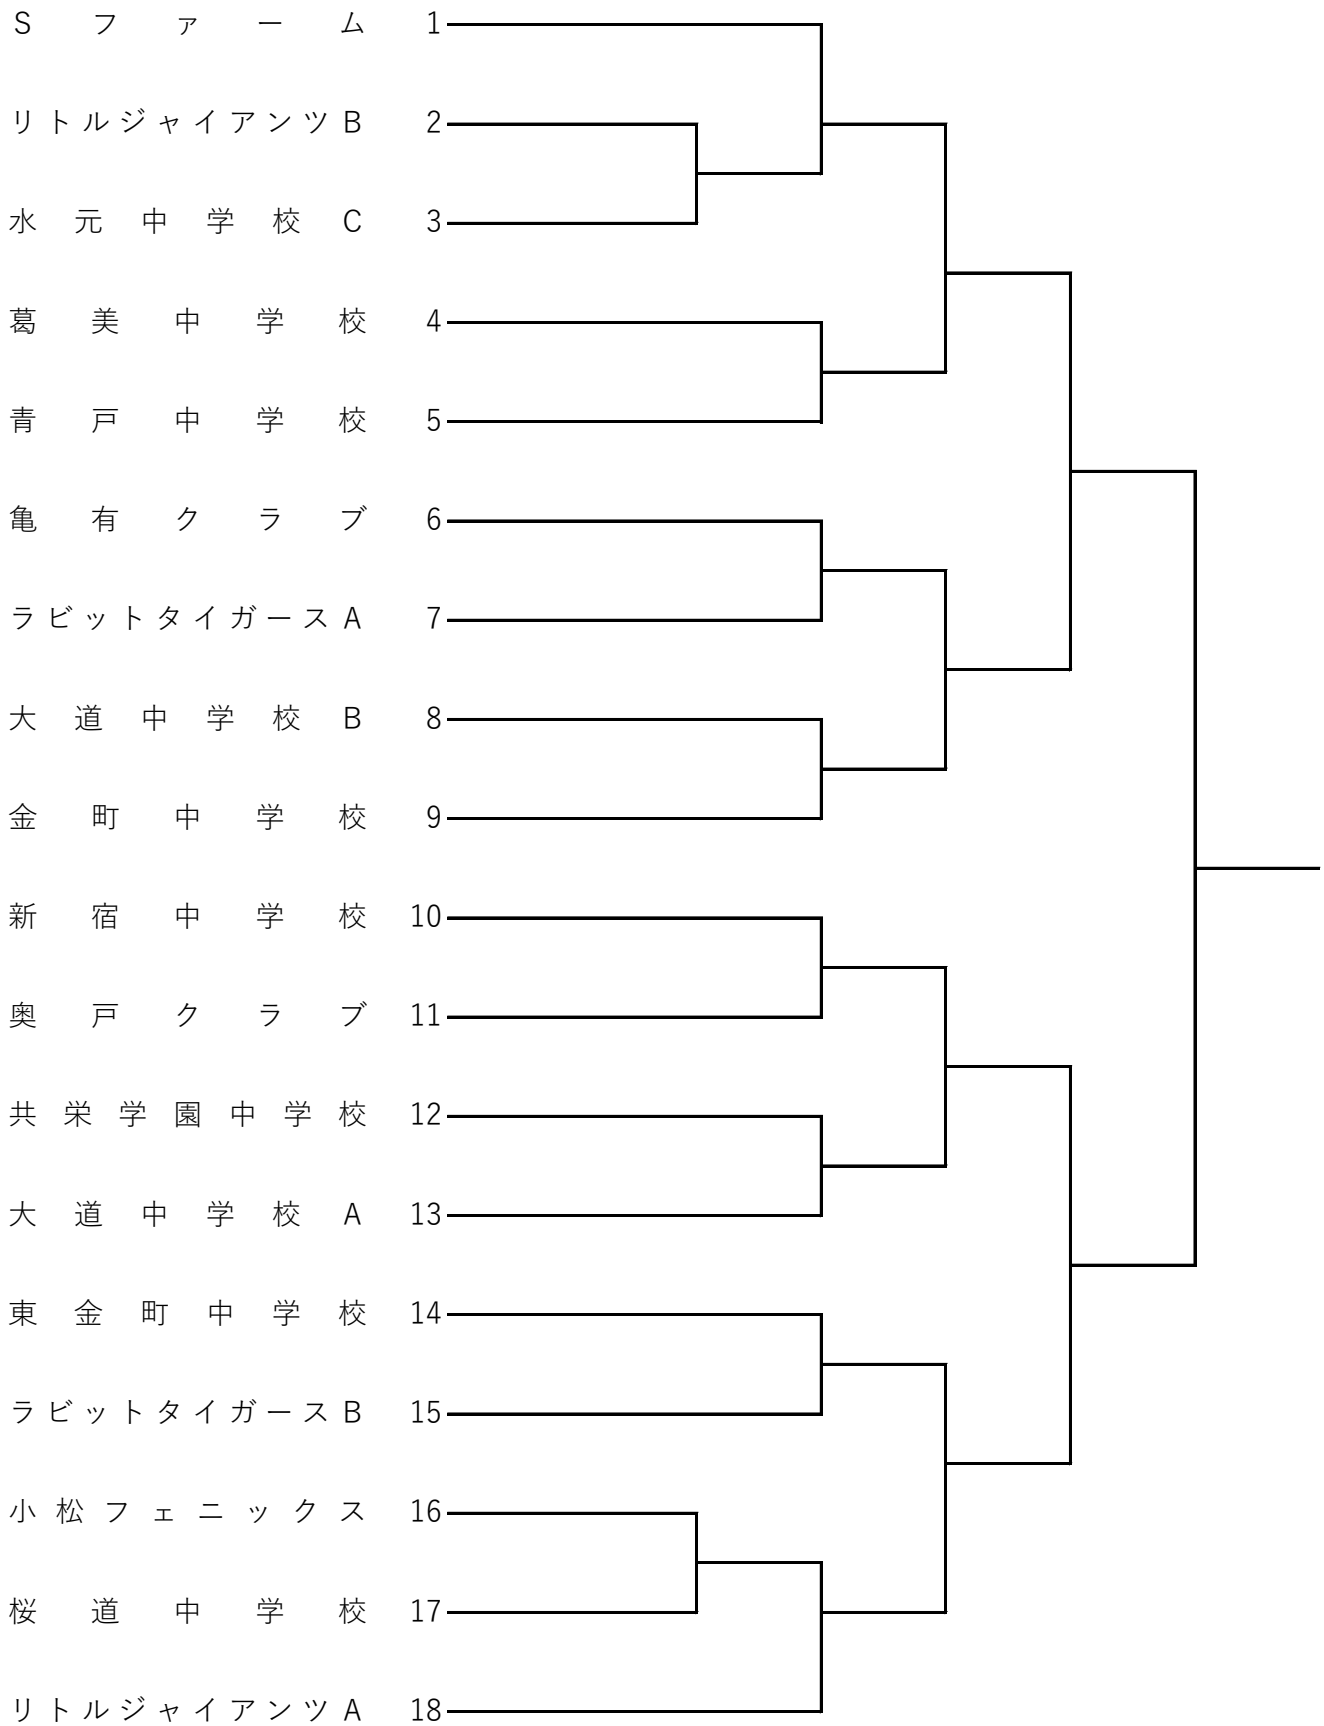 Sファーム 1
リトルジャイアンツB 2
水元中学校C 3
葛美中学校 4
青戸中学校 5
亀有クラブ 6
ラビットタイガースA 7
大道中学校B 8
金町中学校 9
新宿中学校 10
奥戸クラブ 11
共栄学園中学校 12
大道中学校A 13
東金町中学校 14
ラビットタイガースB 15
小松フェニックス 16
桜道中学校 17
リトルジャイアンツA 18